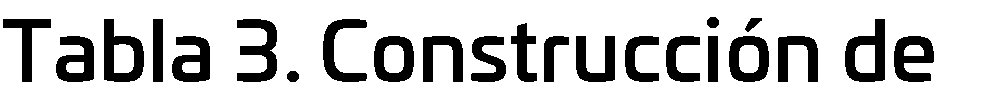 Tabla 3. Construcción de